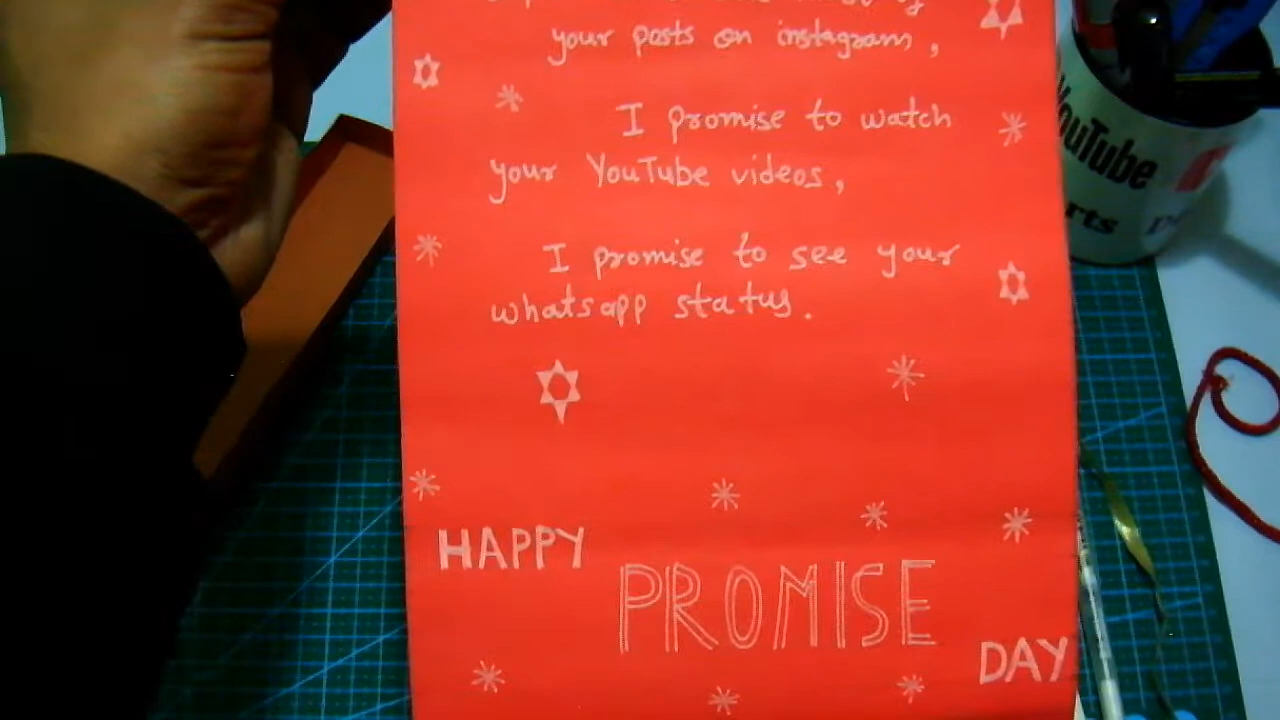 your posts on instagram,
I promise to watch
your YouTube videos,
I promise to see your
whatsapp status.
HAPPY
PROMISE
DAY
YouTube